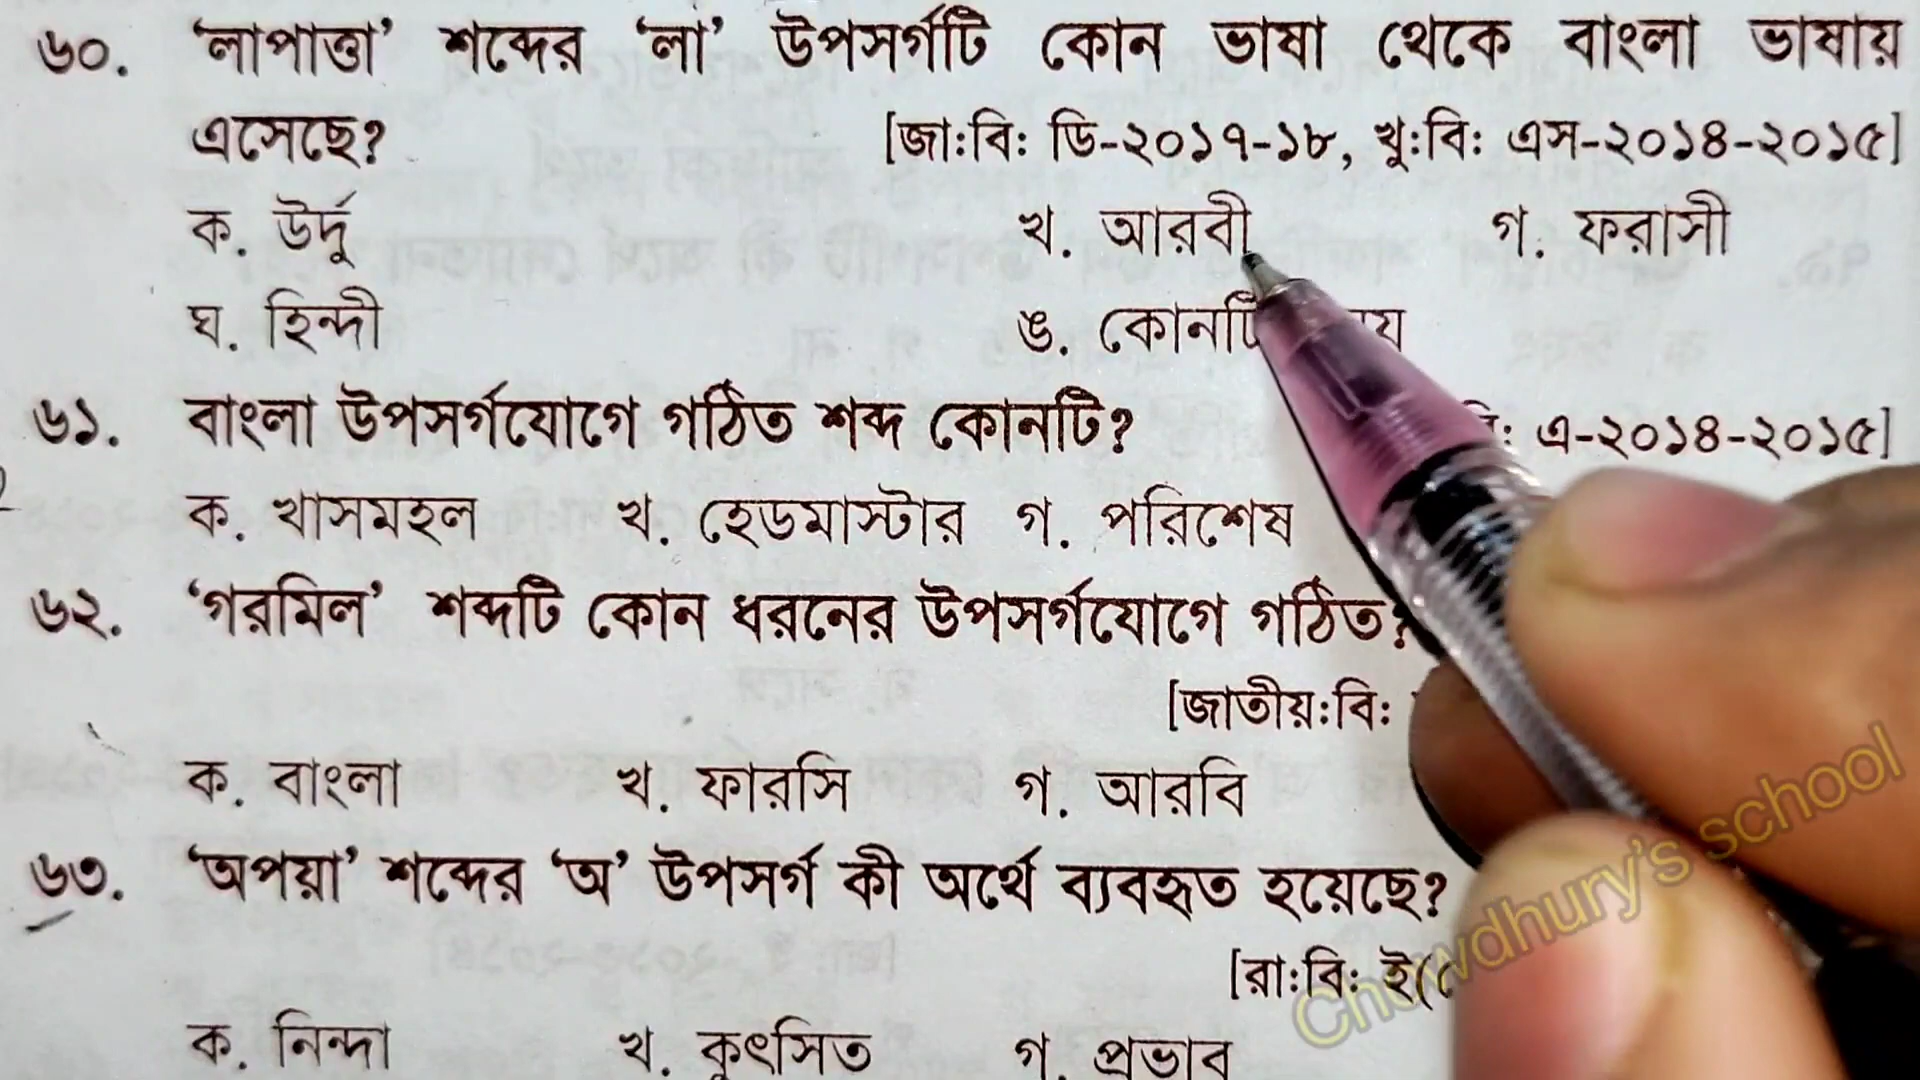 ৬০. ‘লাপাত্তা’ শব্দের ‘লা’ উপসর্গটি কোন ভাষা থেকে বাংলা ভাষায়
এসেছে? [জা:বি: ডি-২০১৭-১৮, খু:বি: এস-২০১৪-২০১৫]
ক. উর্দু খ. আরবী গ. ফরাসী
ঘ. হিন্দী ঙ. কোনটি
৬১. বাংলা উপসর্গযোগে গঠিত শব্দ কোনটি? এ-২০১৪-২০১৫]
ক. খাসমহল খ. হেডমাস্টার গ. পরিশেষ
৬২. ‘গরমিল’ শব্দটি কোন ধরনের উপসর্গযোগে গঠিত?
[জাতীয়:বি:
ক. বাংলা খ. ফারসি গ. আরবি
৬৩. ‘অপয়া’ শব্দের ‘অ’ উপসর্গ কী অর্থে ব্যবহৃত হয়েছে?
[রা:বি: ই(
ক. নিন্দা খ. কুৎসিত গ. প্রভাব
Chowdhury's school